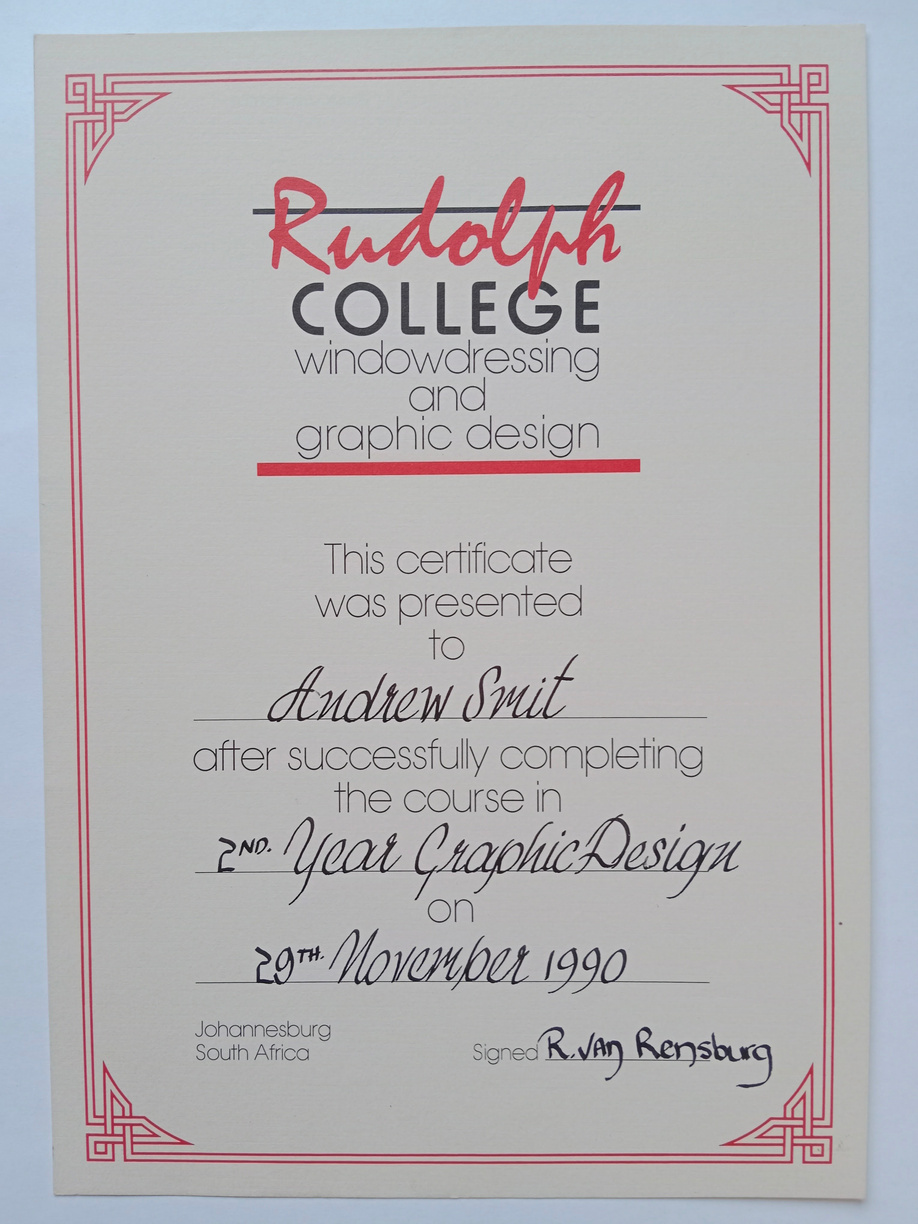 Rudolph
COLLEGE
windowdressing
and
graphic design
This certificate
was presented
to
Andrew Smit
after successfully completing
the course in
2ND. Year Graphic Design
on
29TH. November 1990
Johannesburg
South Africa
Signed R. van Rensburg